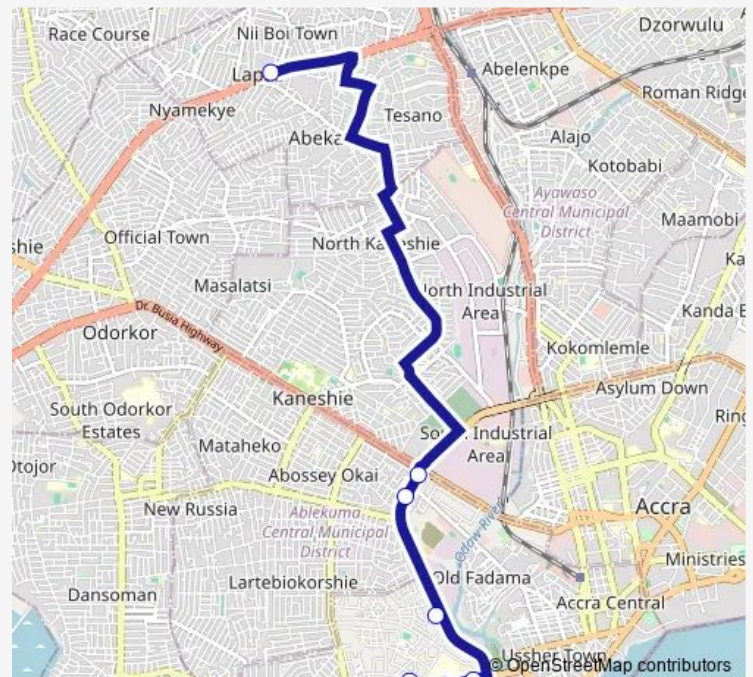 Race Course
Nii Boi Town
Dzorwulu
Abelenkpe
Roman Ridge
Nyamekye
Tesano
Abeka
Alajo
Kotobabi
Ayawaso
Central Municipal
District
Maamobi
Official Town
Masalatsi
North Industrial
Area
Kanda E
Dr. Busia Highway
Odorkor
Kokomlemle
Kaneshie
Asylum Down
South Odorkor
Estates
South Industrial
Area
Mataheko
Abossey Okai
New Russia
Ablekuma
Central Municipal
District
Odaw River
Accra
Ministries
Old Fadama
Dansoman
Lartebiokorshie
Accra Central
Ussher Town
© OpenStreetMap contributors